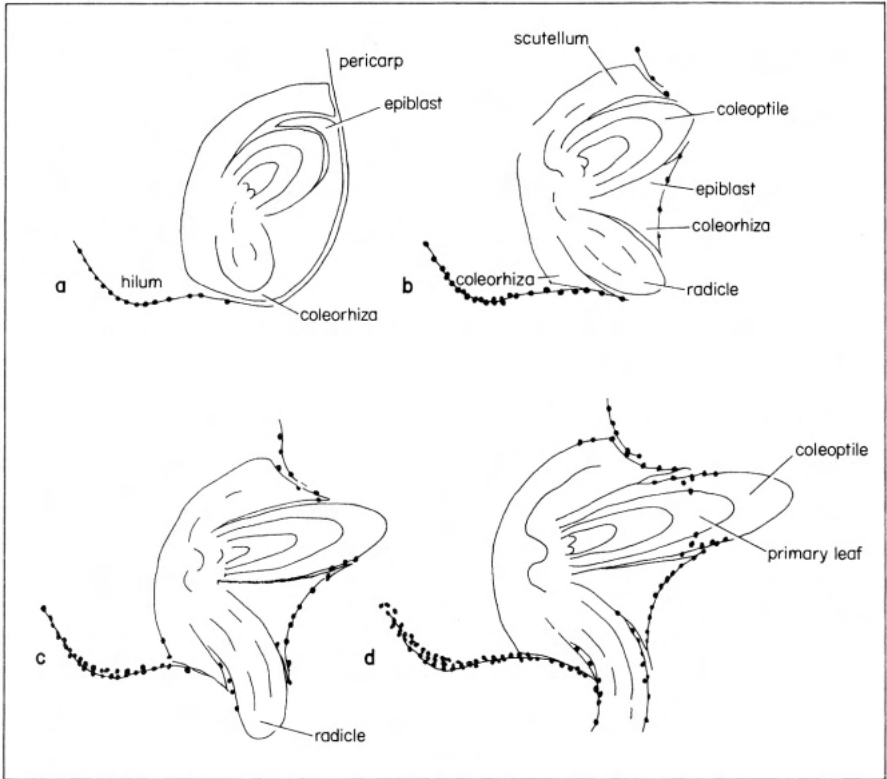 pericarp
epiblast
hilum
a
coleorhiza
scutellum
coleoptile
epiblast
coleorhiza
b
coleorhiza
radicle
c
radicle
coleoptile
primary leaf
d